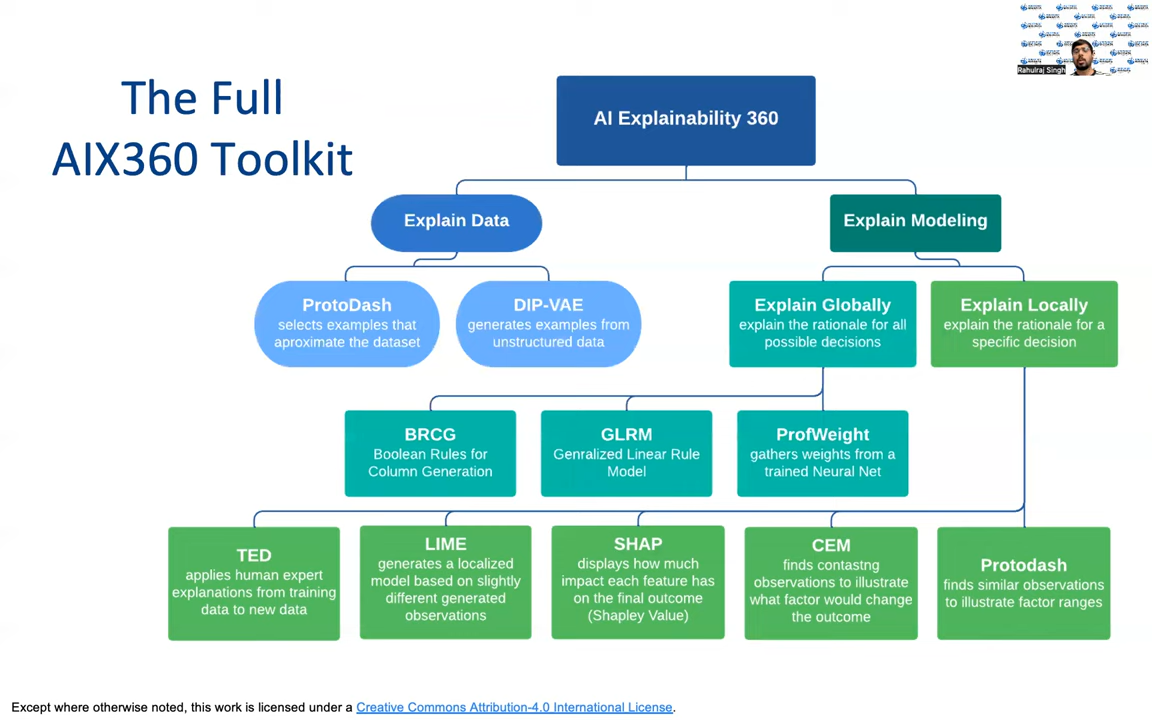 Rahulraj Singh
The Full
AIX360 Toolkit
AI Explainability 360
Explain Data
Explain Modeling
ProtoDash
selects examples that
aproximate the dataset
DIP-VAE
generates examples from
unstructured data
Explain Globally
explain the rationale for all
possible decisions
Explain Locally
explain the rationale for a
specific decision
BRCG
Boolean Rules for
Column Generation
GLRM
Genralized Linear Rule
Model
ProfWeight
gathers weights from a
trained Neural Net
TED
applies human expert
explanations from training
data to new data
LIME
generates a localized
model based on slightly
different generated
observations
SHAP
displays how much
impact each feature has
on the final outcome
(Shapley Value)
CEM
finds contastng
observations to illustrate
what factor would change
the outcome
Protodash
finds similar observations
to illustrate factor ranges
Except where otherwise noted, this work is licensed under a Creative Commons Attribution-4.0 International License.